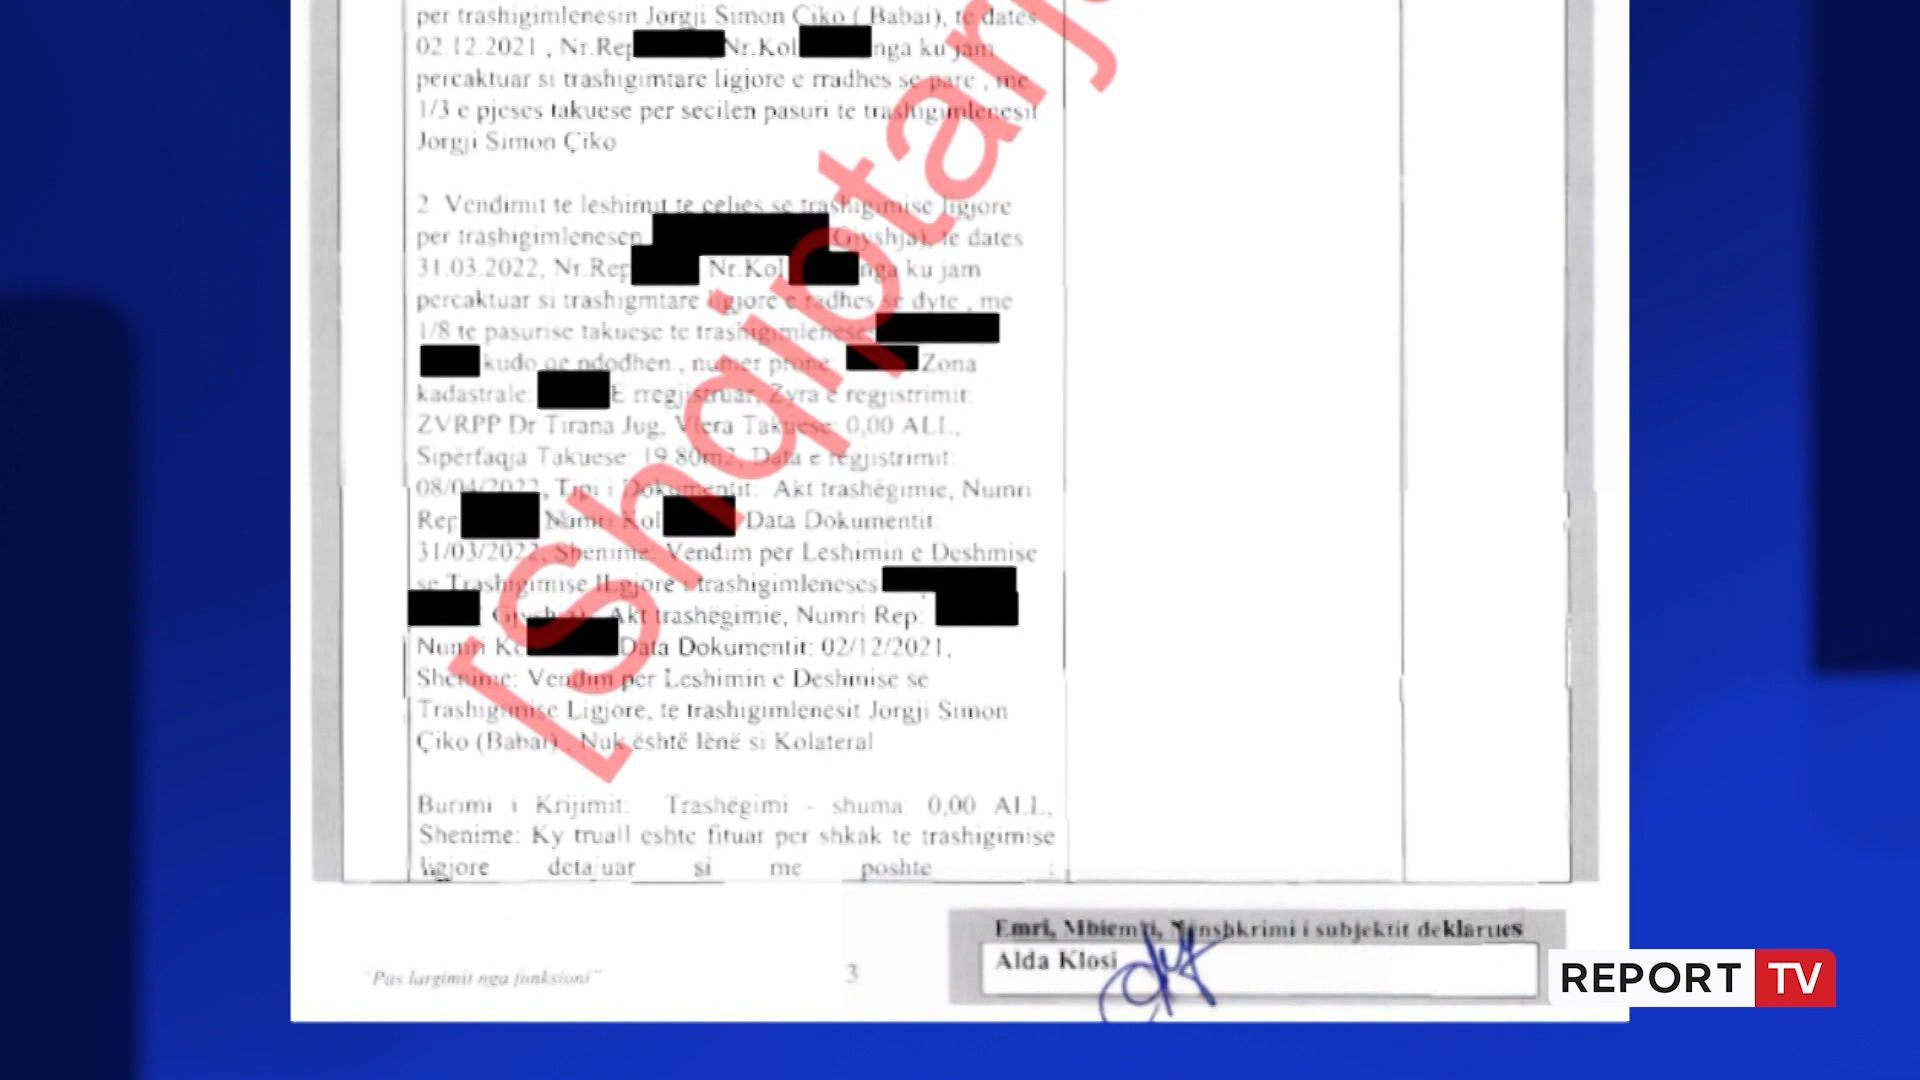 per trashigimlenesin Jorgji Simon Çiko ( Babai), te dates
02.12.2021 , Nr.Rep Nr.Kol nga ku jam
percaktuar si trashigimtare ligjore e rradhes se pare , me
1/3 e pjeses takuese per secilen pasuri te trashigimlenesit
Jorgji Simon Çiko
2 Vendimit te leshimit te celjes se trashigimise ligjore
per trashigimlenesen Gjyshja), te dates
31.03.2022, Nr.Rep Nr.Kol nga ku jam
percaktuar si trashigmtare ligjore e radhes se dyte , me
1/8 te pasurise takuese te trashigimleneses
kudo qe ndodhen., numer prone: Zona
kadastrale: E rregjistruar, Zyra e regjistrimit:
ZVRPP Dr Tirana Jug, Vlera Takuese: 0,00 ALL,
Sipërfaqja Takuese: 19.80m2, Data e regjistrimit:
08/04/2022, Tipi i Dokumentit: Akt trashëgimie, Numri
Rep Numri Kol Data Dokumentit:
31/03/2022, Shenime: Vendim per Leshimin e Deshmise
se Trashigimise lLgjore i trashigimleneses
Gjyshja) , Akt trashëgimie, Numri Rep:
Numri Ko Data Dokumentit: 02/12/2021,
Shenime: Vendim per Leshimin e Deshmise se
Trashigimise Ligjore, te trashigimlenesit Jorgji Simon
Çiko (Babai) , Nuk është lënë si Kolateral
Burimi i Krijimit: Trashëgimi - shuma: 0,00 ALL,
Shenime: Ky truall eshte fituar per shkak te trashigimise
ligjore detajuar si me poshte :
[Shqiptarj
Emri, Mbiemri, Nënshkrimi i subjektit deklarues
Alda Klosi
"Pas largimit nga funksioni"
3
REPORT TV